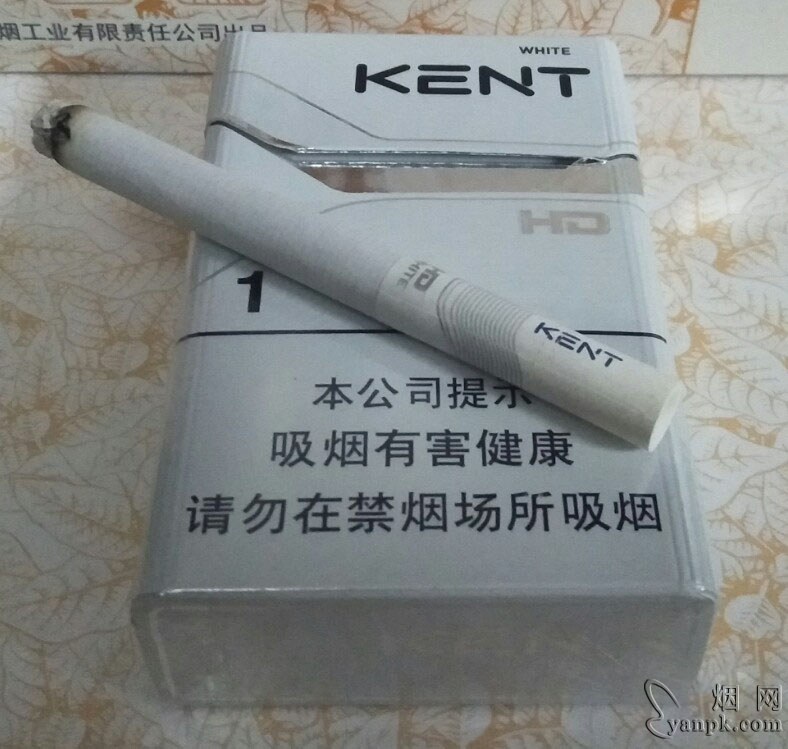 烟工业有限责任公司出品
WHITE
KENT
HD
1
HD
WHITE
KENT
本公司提示
吸烟有害健康
请勿在禁烟场所吸烟
烟网
yanpk.com